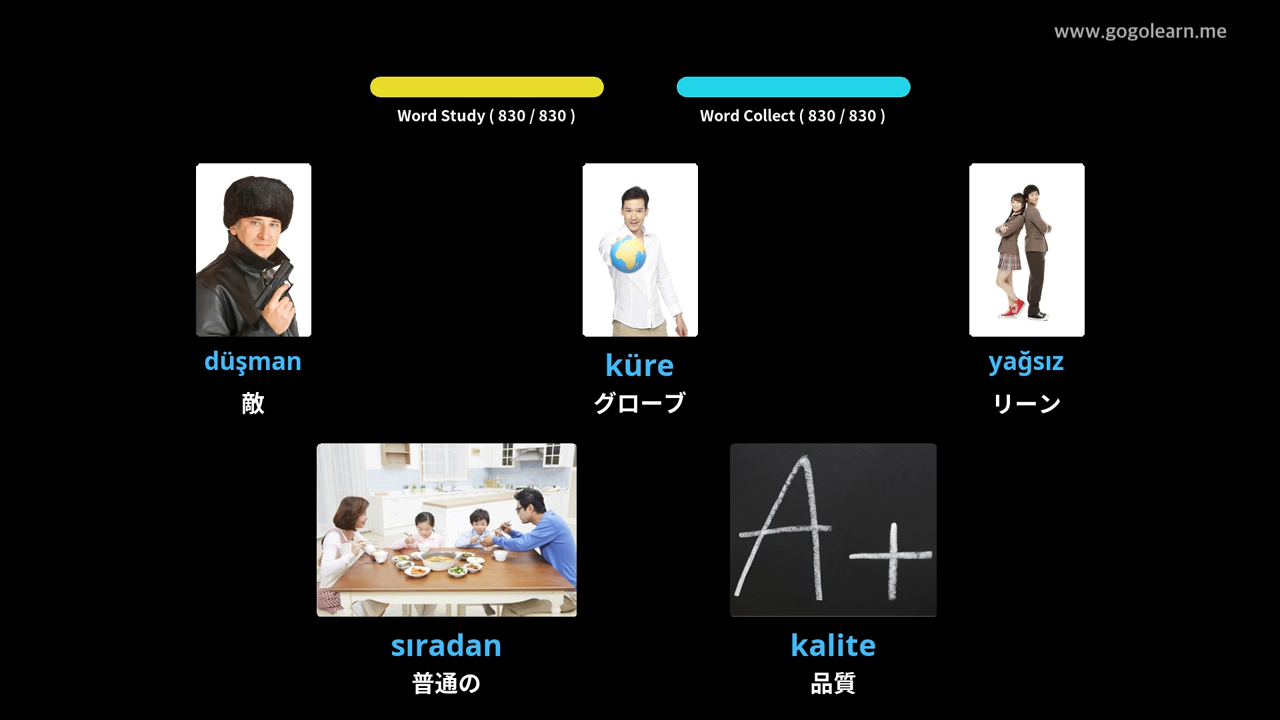 www.gogolearn.me
Word Study ( 830 / 830 )
Word Collect ( 830 / 830 )
düşman
敵
küre
グローブ
yağsız
リーン
A+
sıradan
普通の
kalite
品質